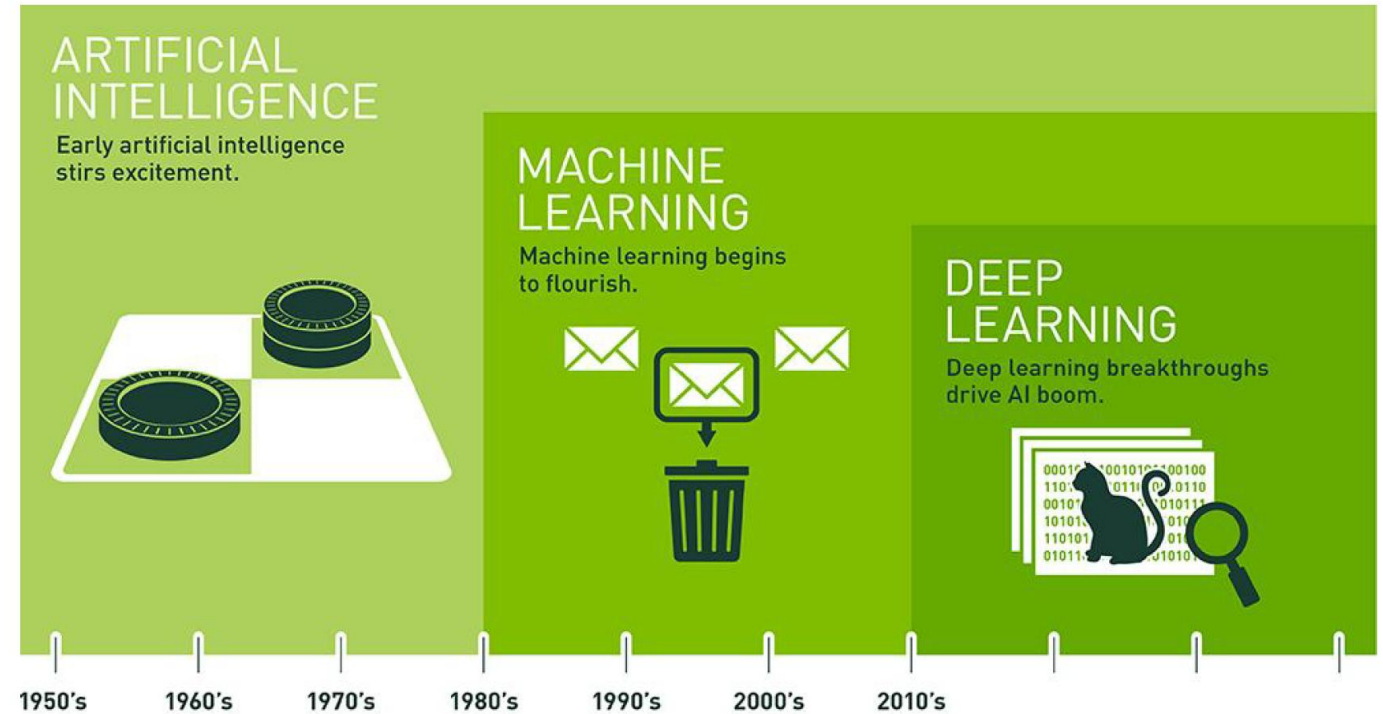 ARTIFICIAL
INTELLIGENCE
Early artificial intelligence
stirs excitement.
MACHINE
LEARNING
Machine learning begins
to flourish.
DEEP
LEARNING
Deep learning breakthroughs
drive AI boom.
1950's 1960's 1970's 1980's 1990's 2000's 2010's